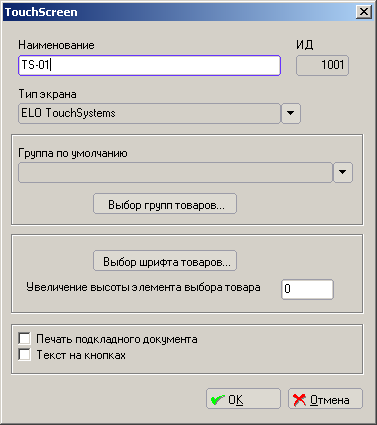 TouchScreen
Наименование ИД
TS-01 1001
Тип экрана
ELO TouchSystems
Группа по умолчанию
Выбор групп товаров...
Выбор шрифта товаров...
Увеличение высоты элемента выбора товара 0
Печать подкладного документа
Текст на кнопках
OK Отмена